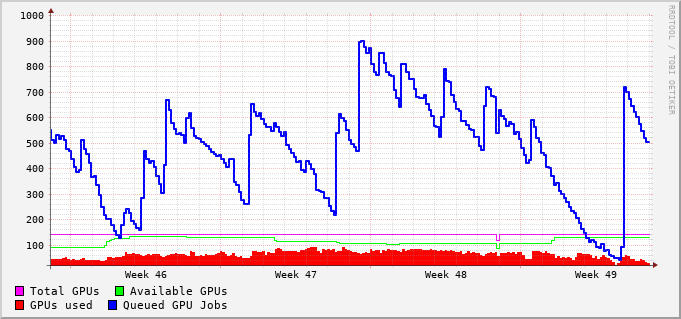 1000
900
800
700
600
500
400
300
200
100
Week 46 Week 47 Week 48 Week 49
Total GPUs Available GPUs
GPUs used Queued GPU Jobs
RRDTOOL / TOBI OETIKER